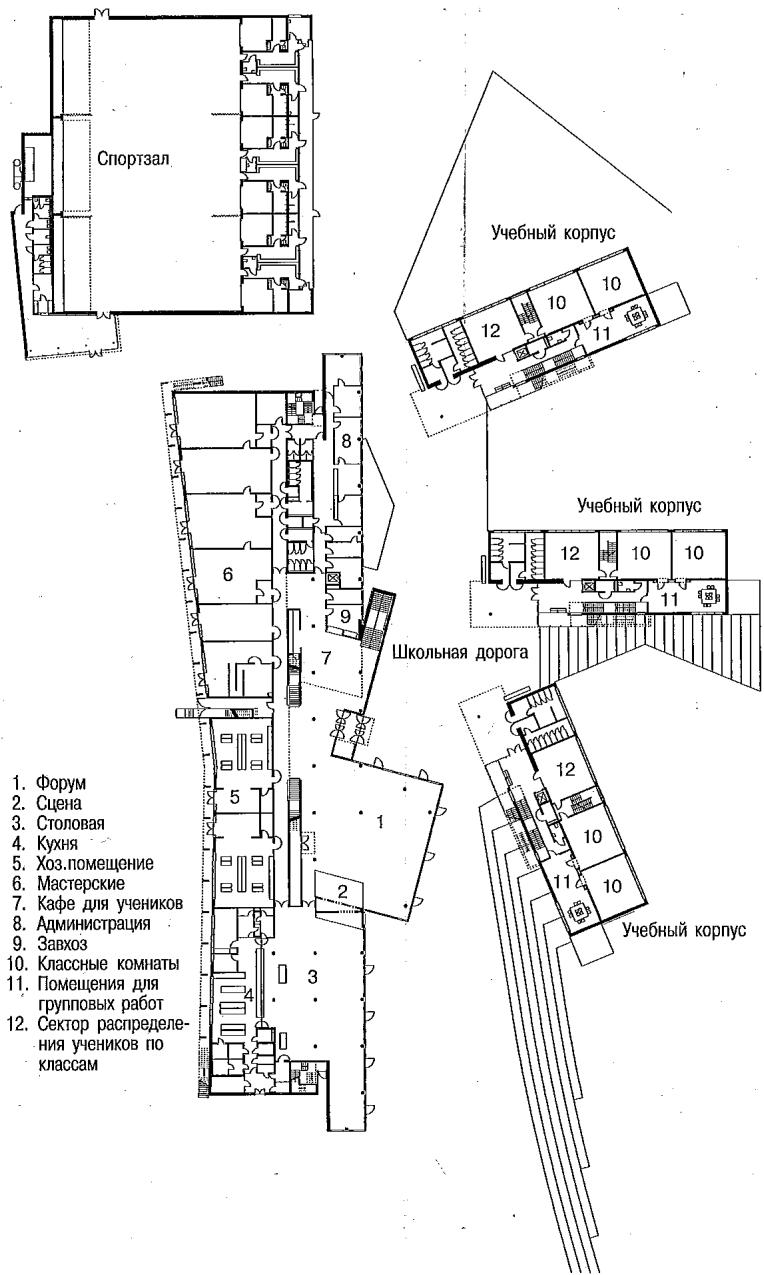 Спортзал
Учебный корпус
10
10
12
11
Учебный корпус
12
10
10
11
8
6
9
7
Школьная дорога
12
10
11
10
Учебный корпус
5
1
2
3
4
1. Форум
2. Сцена
3. Столовая
4. Кухня
5. Хоз.помещение
6. Мастерские
7. Кафе для учеников
8. Администрация
9. Завхоз
10. Классные комнаты
11. Помещения для
групповых работ
12. Сектор распределе-
ния учеников по
классам